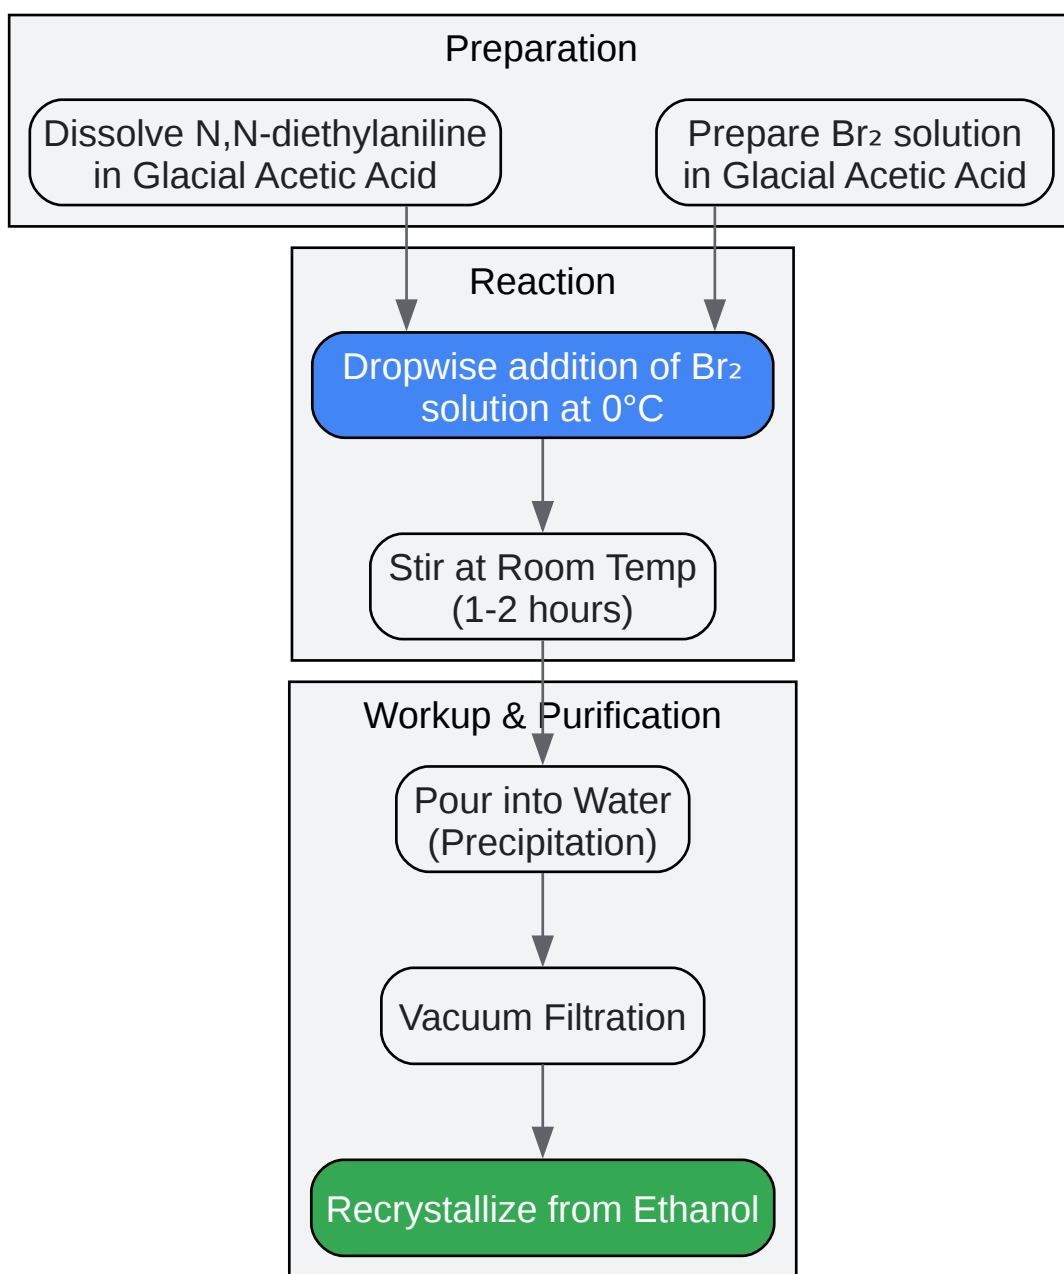 Preparation
Dissolve N,N-diethylaniline
in Glacial Acetic Acid
Prepare Br₂ solution
in Glacial Acetic Acid
Reaction
Dropwise addition of Br₂
solution at 0°C
Stir at Room Temp
(1-2 hours)
Workup & Purification
Pour into Water
(Precipitation)
Vacuum Filtration
Recrystallize from Ethanol